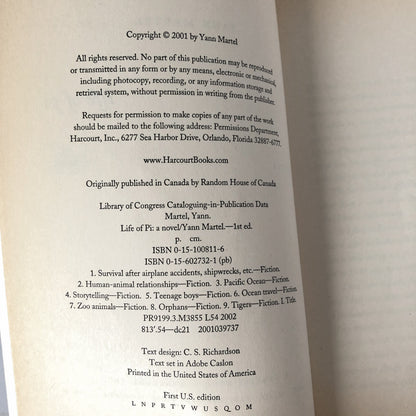 Copyright © 2001 by Yann Martel
All rights reserved. No part of this publication may be reproduced
or transmitted in any form or by any means, electronic or mechanical,
including photocopy, recording, or any information storage and
retrieval system, without permission in writing from the publisher.
Requests for permission to make copies of any part of the work
should be mailed to the following address: Permissions Department,
Harcourt, Inc., 6277 Sea Harbor Drive, Orlando, Florida 32887-6777.
www.HarcourtBooks.com
Originally published in Canada by Random House of Canada
Library of Congress Cataloguing-in-Publication Data
Martel, Yann.
Life of Pi: a novel/Yann Martel.—1st ed.
p. cm.
ISBN 0-15-100811-6
ISBN 0-15-602732-1 (pb)
1. Survival after airplane accidents, shipwrecks, etc.—Fiction.
2. Human-animal relationships—Fiction. 3. Pacific Ocean—Fiction.
4. Storytelling—Fiction. 5. Teenage boys—Fiction. 6. Ocean travel—Fiction.
7. Zoo animals—Fiction. 8. Orphans—Fiction. 9. Tigers—Fiction. I. Title.
PR9199.3.M3855 L54 2002
813'.54—dc21 2001039737
Text design: C. S. Richardson
Text set in Adobe Caslon
Printed in the United States of America
First U.S. edition
L N P R T V W U S Q O M